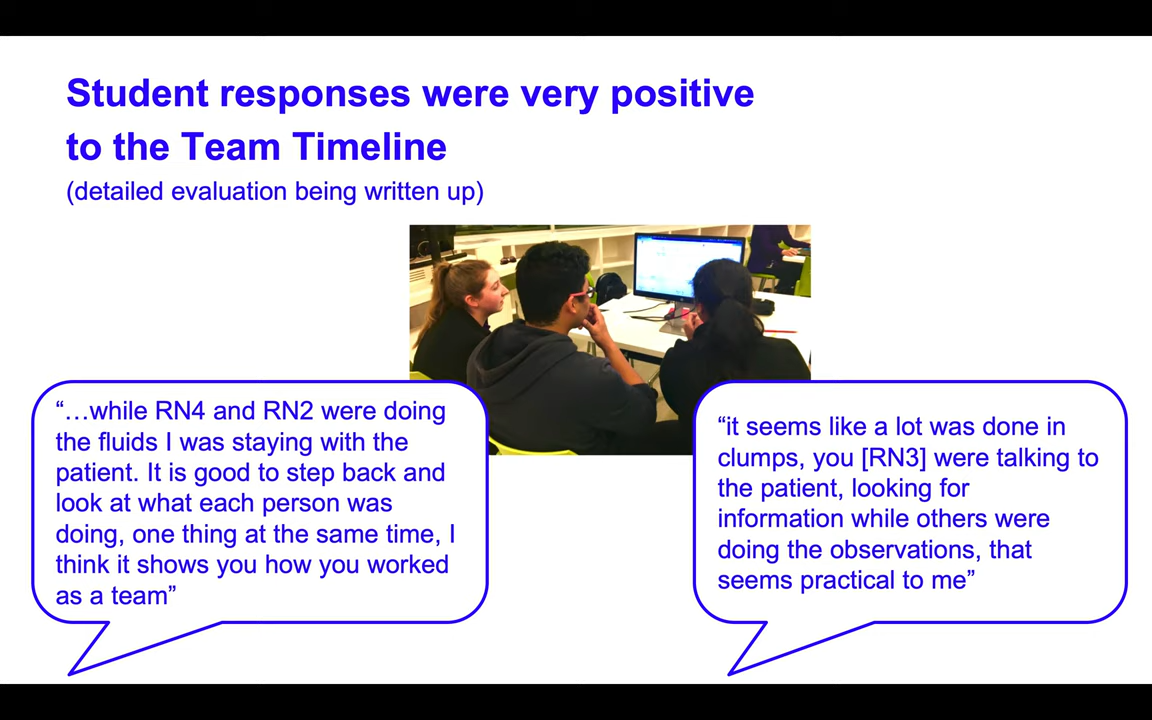 Student responses were very positive
to the Team Timeline
(detailed evaluation being written up)
“…while RN4 and RN2 were doing
the fluids I was staying with the
patient. It is good to step back and
look at what each person was
doing, one thing at the same time, I
think it shows you how you worked
as a team”
“it seems like a lot was done in
clumps, you [RN3] were talking to
the patient, looking for
information while others were
doing the observations, that
seems practical to me”